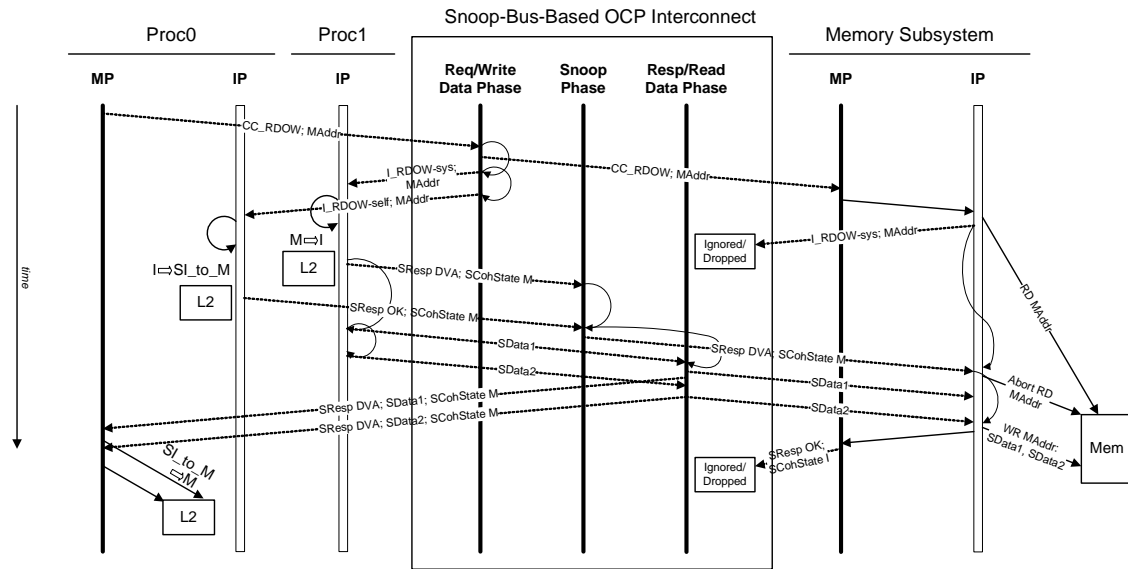 Snoop-Bus-Based OCP Interconnect
Proc0
Proc1
Memory Subsystem
MP
IP
IP
Req/Write
Data Phase
Snoop
Phase
Resp/Read
Data Phase
MP
IP
time
CC_RDOW; MAddr
I_RDOW-sys;
MAddr
CC_RDOW; MAddr
I_RDOW-self; MAddr
I_RDOW-sys; MAddr
Ignored/
Dropped
M⇨I
L2
I⇨SI_to_M
L2
SResp DVA; SCohState M
RD MAddr
SResp OK; SCohState M
SData1
SResp DVA; SCohState M
SData2
SData1
Abort RD
MAddr
SResp DVA; SData1; SCohState M
SResp DVA; SData2; SCohState M
SData2
WR MAddr:
SData1, SData2
Mem
SI_to_M
⇨M
SResp OK;
SCohState I
Ignored/
Dropped
L2